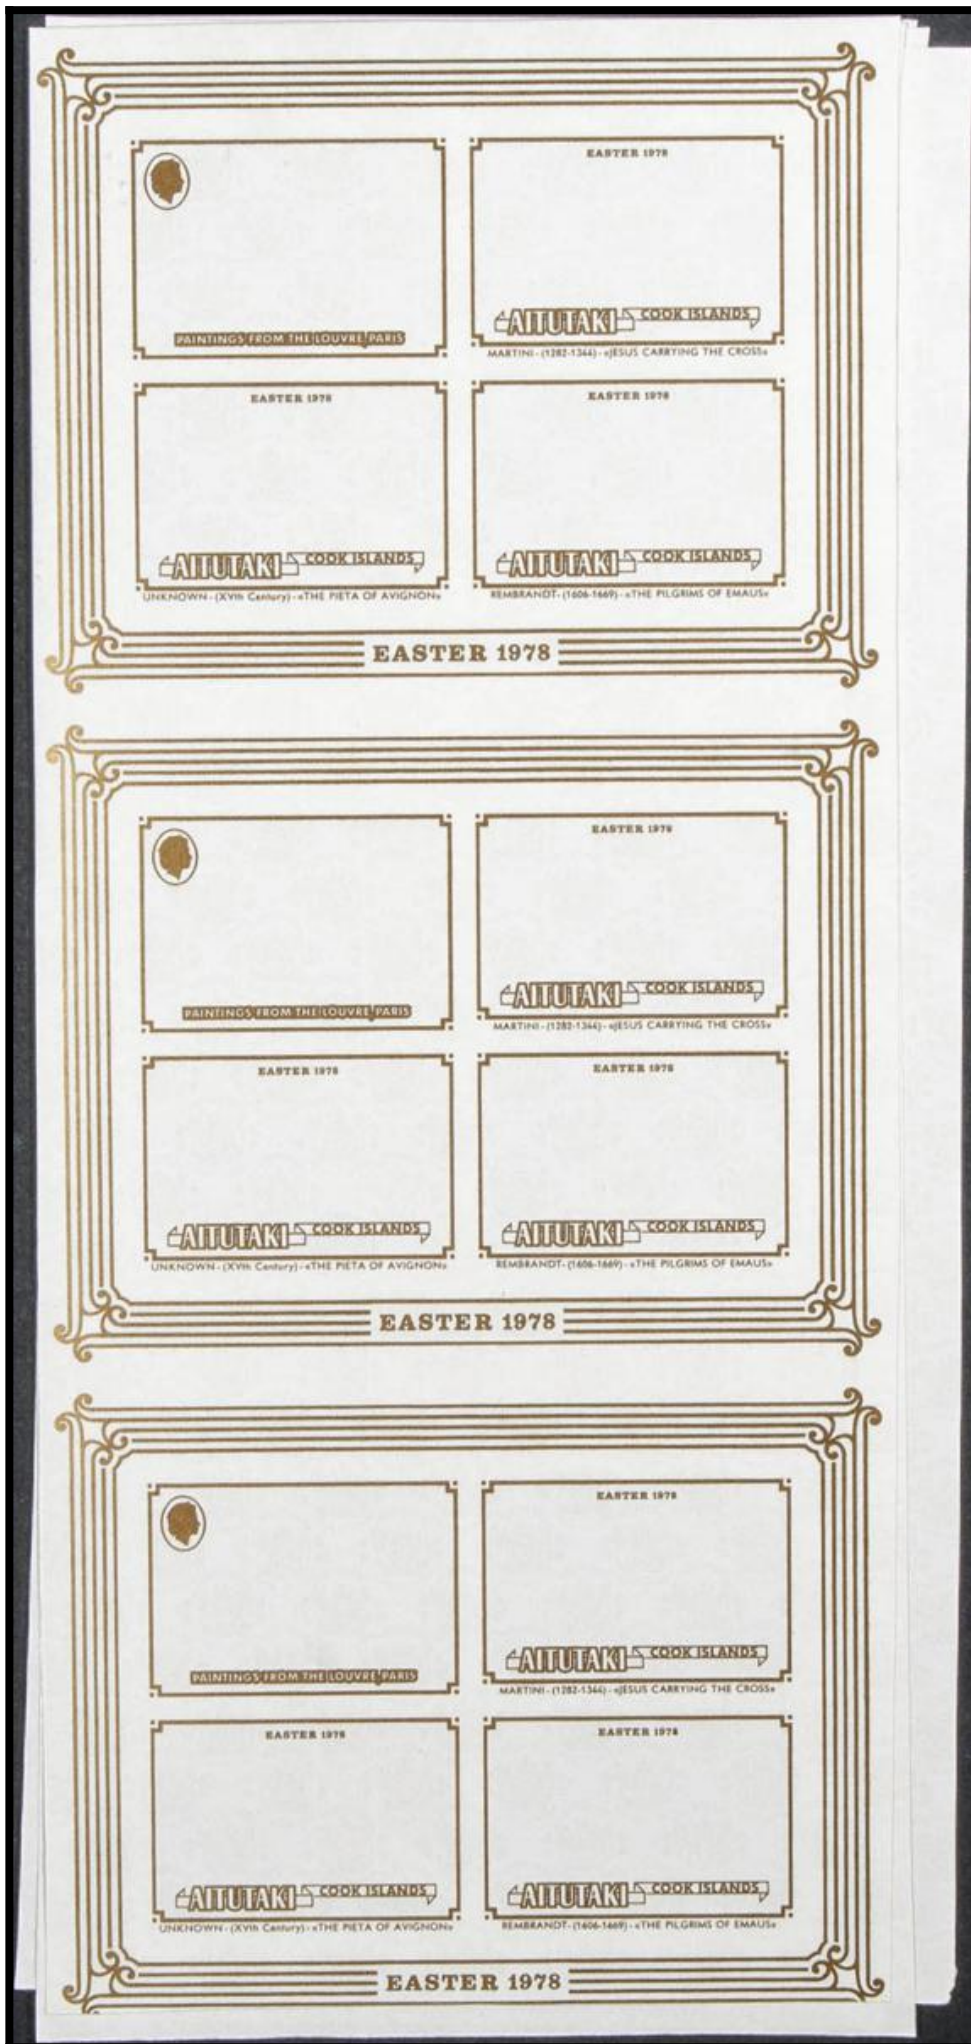 EASTER 1978
PAINTINGS FROM THE LOUVRE, PARIS
AITUTAKI COOK ISLANDS
MARTINI - (1282-1344) - «JESUS CARRYING THE CROSS»
EASTER 1978
EASTER 1978
AITUTAKI COOK ISLANDS
AITUTAKI COOK ISLANDS
UNKNOWN - (XVth Century) - «THE PIETA OF AVIGNON»
REMBRANDT - (1606-1669) - «THE PILGRIMS OF EMAUS»
EASTER 1978
EASTER 1978
PAINTINGS FROM THE LOUVRE, PARIS
AITUTAKI COOK ISLANDS
MARTINI - (1282-1344) - «JESUS CARRYING THE CROSS»
EASTER 1978
EASTER 1978
AITUTAKI COOK ISLANDS
AITUTAKI COOK ISLANDS
UNKNOWN - (XVth Century) - «THE PIETA OF AVIGNON»
REMBRANDT - (1606-1669) - «THE PILGRIMS OF EMAUS»
EASTER 1978
EASTER 1978
PAINTINGS FROM THE LOUVRE, PARIS
AITUTAKI COOK ISLANDS
MARTINI - (1282-1344) - «JESUS CARRYING THE CROSS»
EASTER 1978
EASTER 1978
AITUTAKI COOK ISLANDS
AITUTAKI COOK ISLANDS
UNKNOWN - (XVth Century) - «THE PIETA OF AVIGNON»
REMBRANDT - (1606-1669) - «THE PILGRIMS OF EMAUS»
EASTER 1978